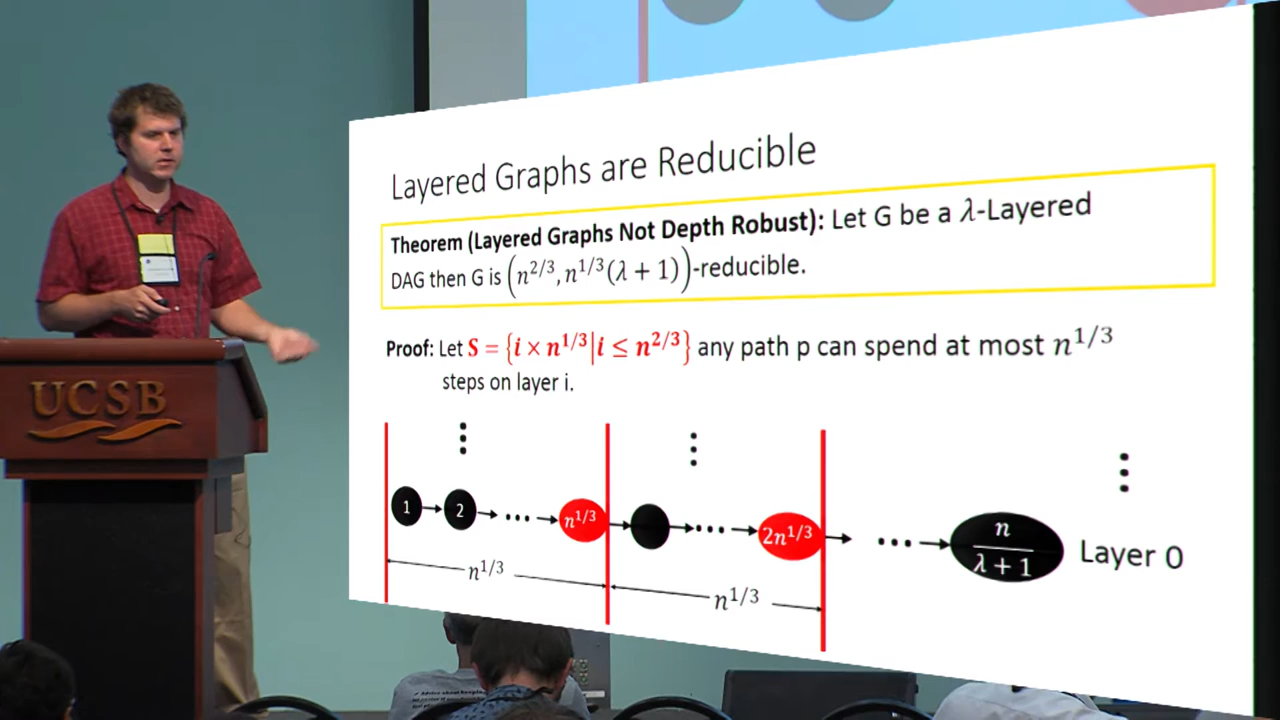 Layered Graphs are Reducible
Theorem (Layered Graphs Not Depth Robust): Let G be a λ-Layered
DAG then G is (n^{2/3}, n^{1/3}(λ + 1))-reducible.
Proof: Let S = {i × n^{1/3}|i ≤ n^{2/3}} any path p can spend at most n^{1/3}
steps on layer i.
1 2 ... n^{1/3} ... 2n^{1/3} ... n/(λ + 1) Layer 0
n^{1/3} n^{1/3}
UCSB